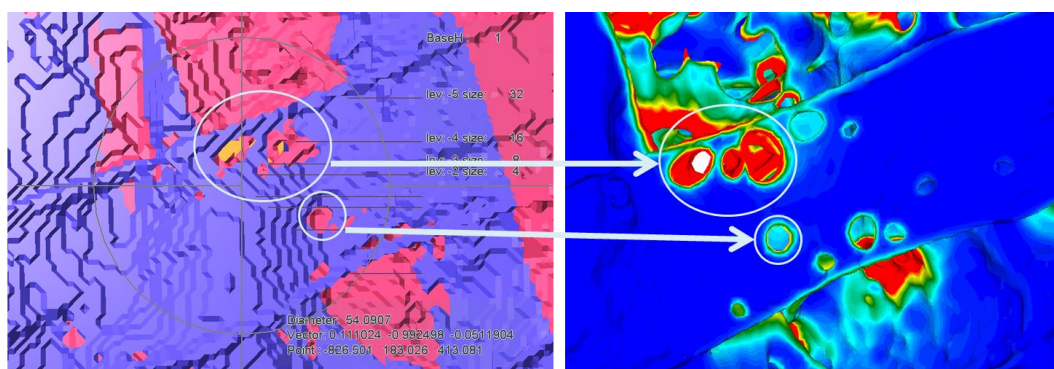 BaseH 1
lev: -5 size: 32
lev: -4 size: 16
lev: -3 size: 8
lev: -2 size: 4
Diameter: 54.0907
Vector: 0.111024 -0.992498 -0.0511904
Point: -826.501 183.026 413.081